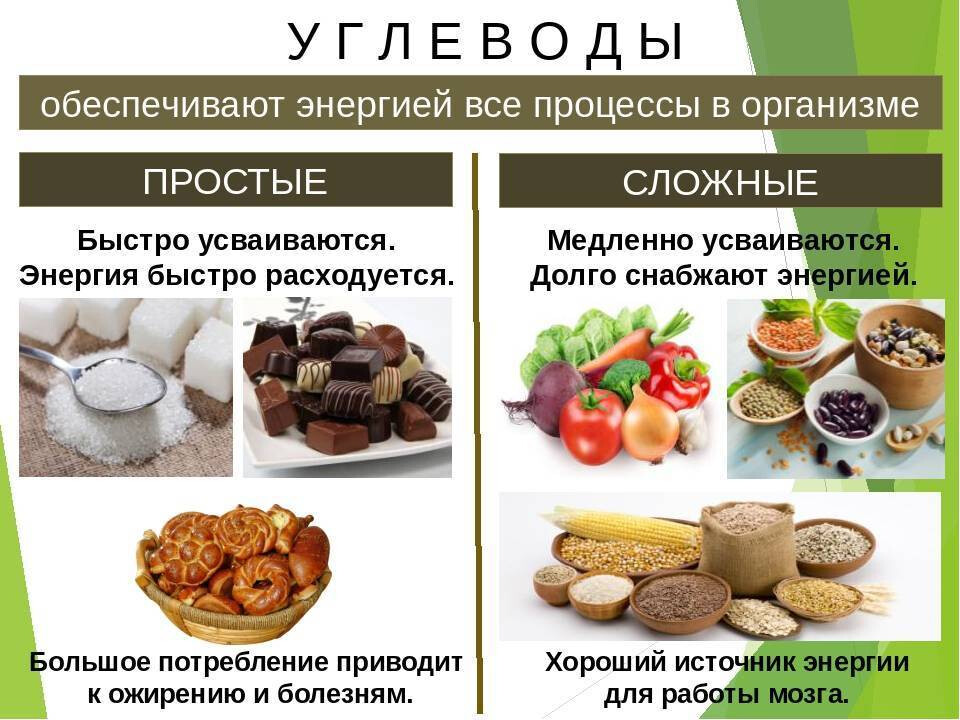 УГЛЕВОДЫ
обеспечивают энергией все процессы в организме
ПРОСТЫЕ
Быстро усваиваются.
Энергия быстро расходуется.
Большое потребление приводит
к ожирению и болезням.
СЛОЖНЫЕ
Медленно усваиваются.
Долго снабжают энергией.
Хороший источник энергии
для работы мозга.